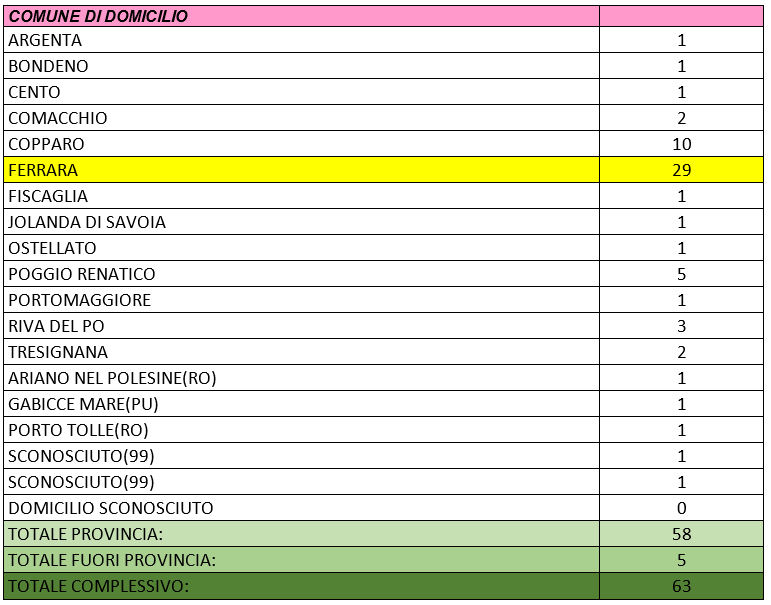 COMUNE DI DOMICILIO
ARGENTA 1
BONDENO 1
CENTO 1
COMACCHIO 2
COPPARO 10
FERRARA 29
FISCAGLIA 1
JOLANDA DI SAVOIA 1
OSTELLATO 1
POGGIO RENATICO 5
PORTOMAGGIORE 1
RIVA DEL PO 3
TRESIGNANA 2
ARIANO NEL POLESINE(RO) 1
GABICCE MARE(PU) 1
PORTO TOLLE(RO) 1
SCONOSCIUTO(99) 1
SCONOSCIUTO(99) 1
DOMICILIO SCONOSCIUTO 0
TOTALE PROVINCIA: 58
TOTALE FUORI PROVINCIA: 5
TOTALE COMPLESSIVO: 63